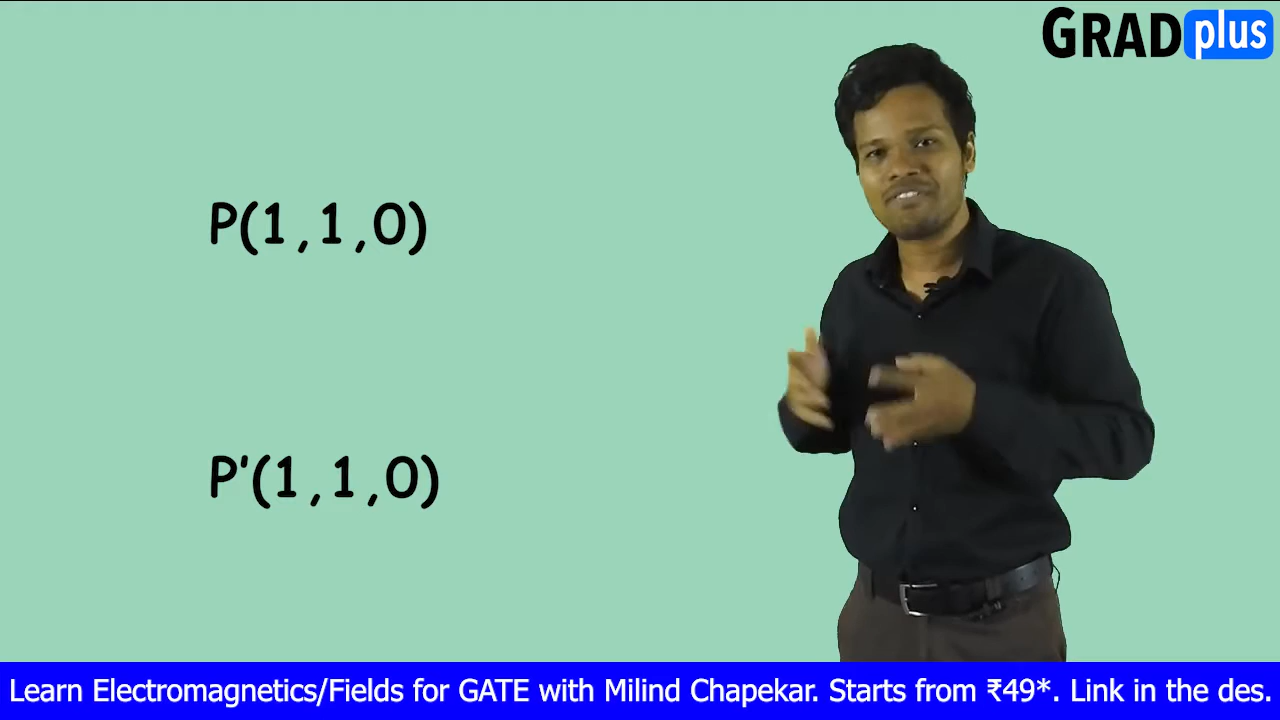 GRADplus
P(1,1,0)
P'(1,1,0)
Learn Electromagnetics/Fields for GATE with Milind Chapekar. Starts from ₹49*. Link in the des.